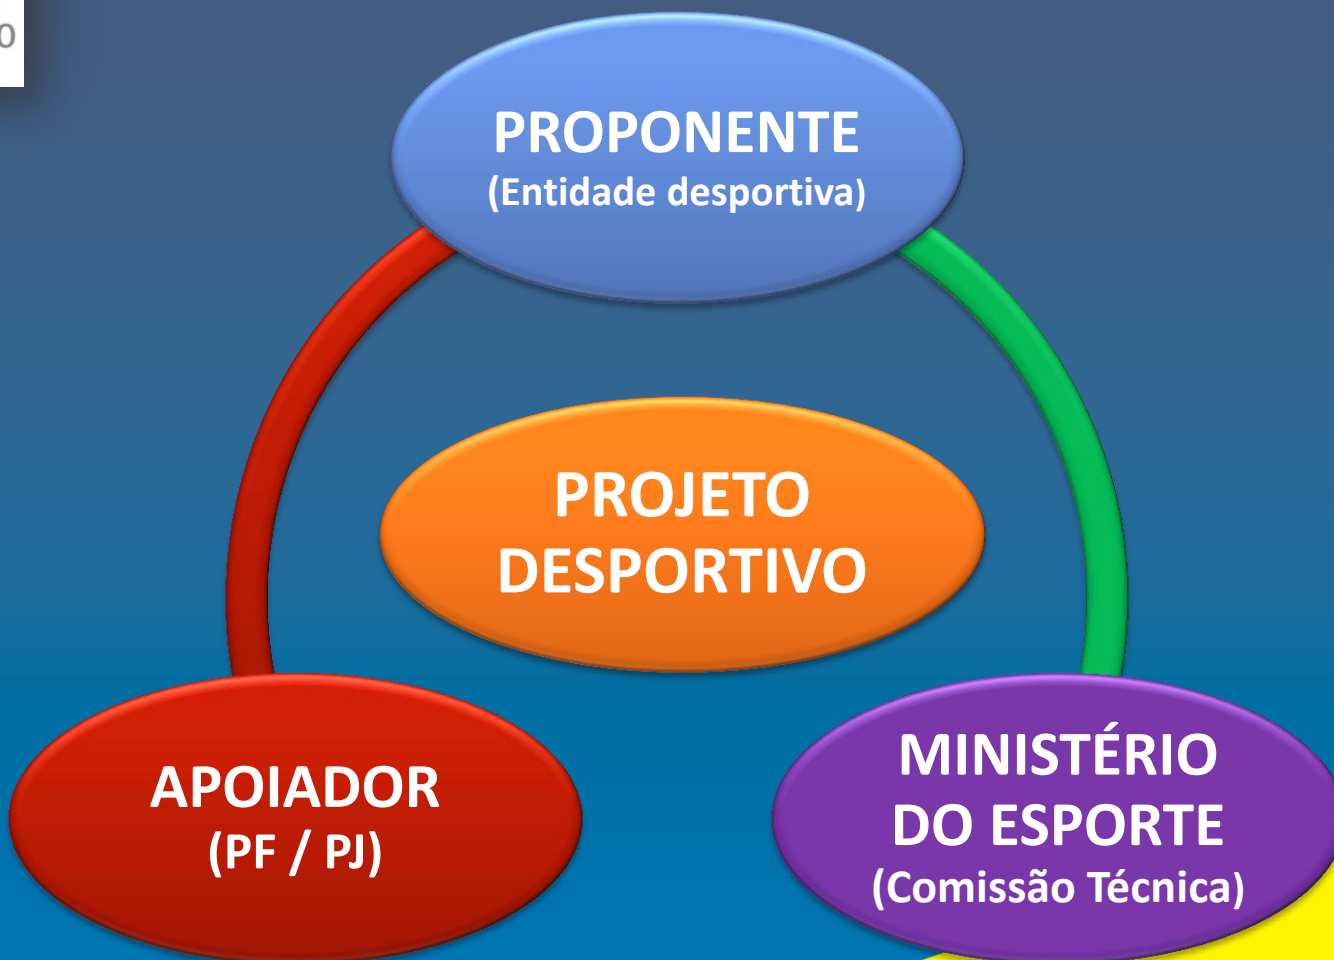 PROPONENTE
(Entidade desportiva)
PROJETO
DESPORTIVO
APOIADOR
(PF / PJ)
MINISTÉRIO
DO ESPORTE
(Comissão Técnica)